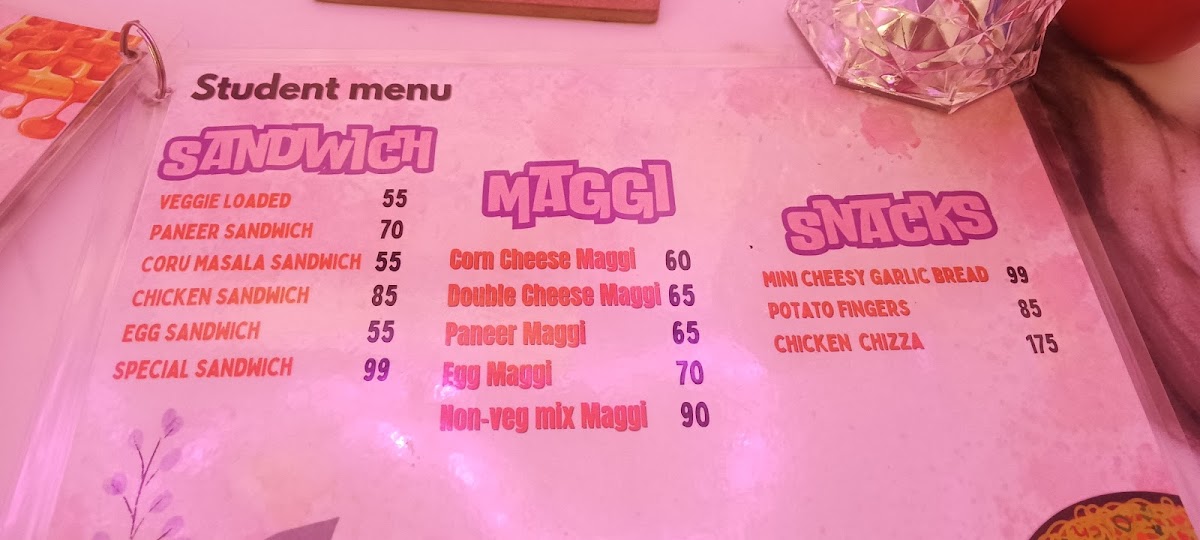 Student menu
SANDWICH
VEGGIE LOADED 55
PANEER SANDWICH 70
CORU MASALA SANDWICH 55
CHICKEN SANDWICH 85
EGG SANDWICH 55
SPECIAL SANDWICH 99
MAGGI
Corn Cheese Maggi 60
Double Cheese Maggi 65
Paneer Maggi 65
Egg Maggi 70
Non-veg mix Maggi 90
SNACKS
MINI CHEESY GARLIC BREAD 99
POTATO FINGERS 85
CHICKEN CHIZZA 175